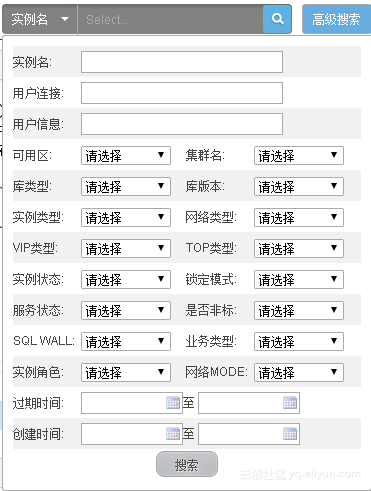 实例名 Select... 高级搜索
实例名:
用户连接:
用户信息:
可用区: 请选择 集群名: 请选择
库类型: 请选择 库版本: 请选择
实例类型: 请选择 网络类型: 请选择
VIP类型: 请选择 TOP类型: 请选择
实例状态: 请选择 锁定模式: 请选择
服务状态: 请选择 是否非标: 请选择
SQL WALL: 请选择 业务类型: 请选择
实例角色: 请选择 网络MODE: 请选择
过期时间: 至
创建时间: 至
搜索
云栖社区 yq.aliyun.com